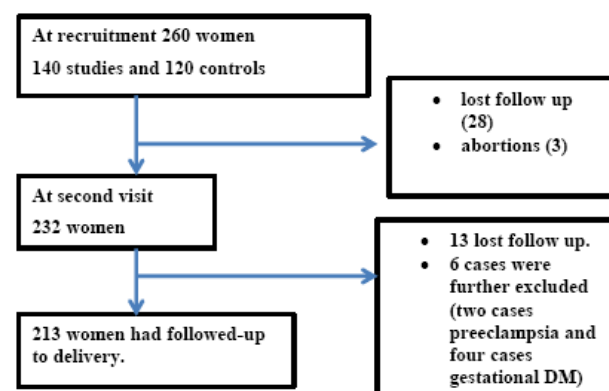 At recruitment 260 women
140 studies and 120 controls
• lost follow up
(28)
• abortions (3)
At second visit
232 women
• 13 lost follow up.
• 6 cases were
further excluded
(two cases
preeclampsia and
four cases
gestational DM)
213 women had followed-up
to delivery.